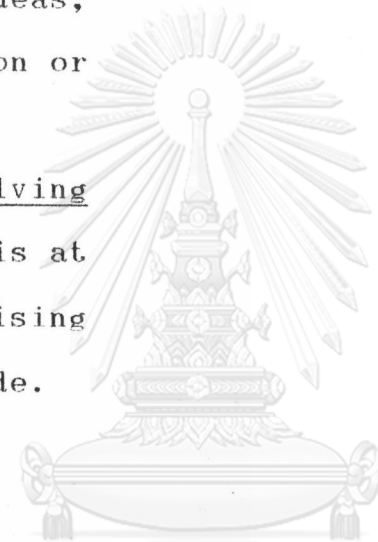 deas,
on or
lving
is at
ising
de.